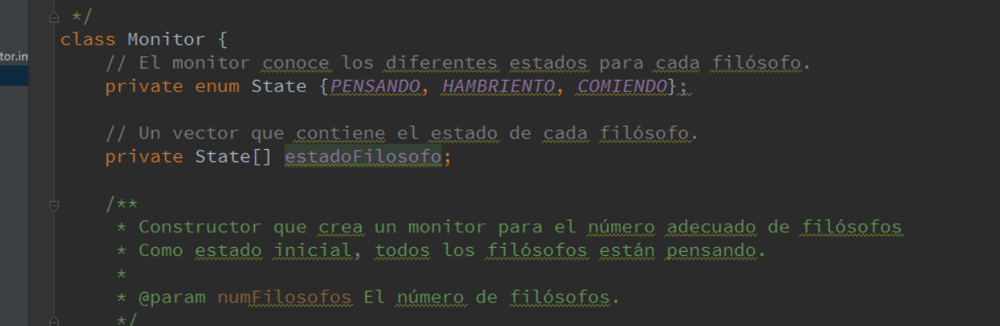 */
class Monitor {
// El monitor conoce los diferentes estados para cada filósofo.
tor.im
private enum State {PENSANDO, HAMBRIENTO, COMIENDO};
// Un vector que contiene el estado de cada filósofo.
private State[] estadoFilosofo;
/**
* Constructor que crea un monitor para el número adecuado de filósofos
* Como estado inicial, todos los filósofos están pensando.
*
* @param numFilosofos El número de filósofos.
*/